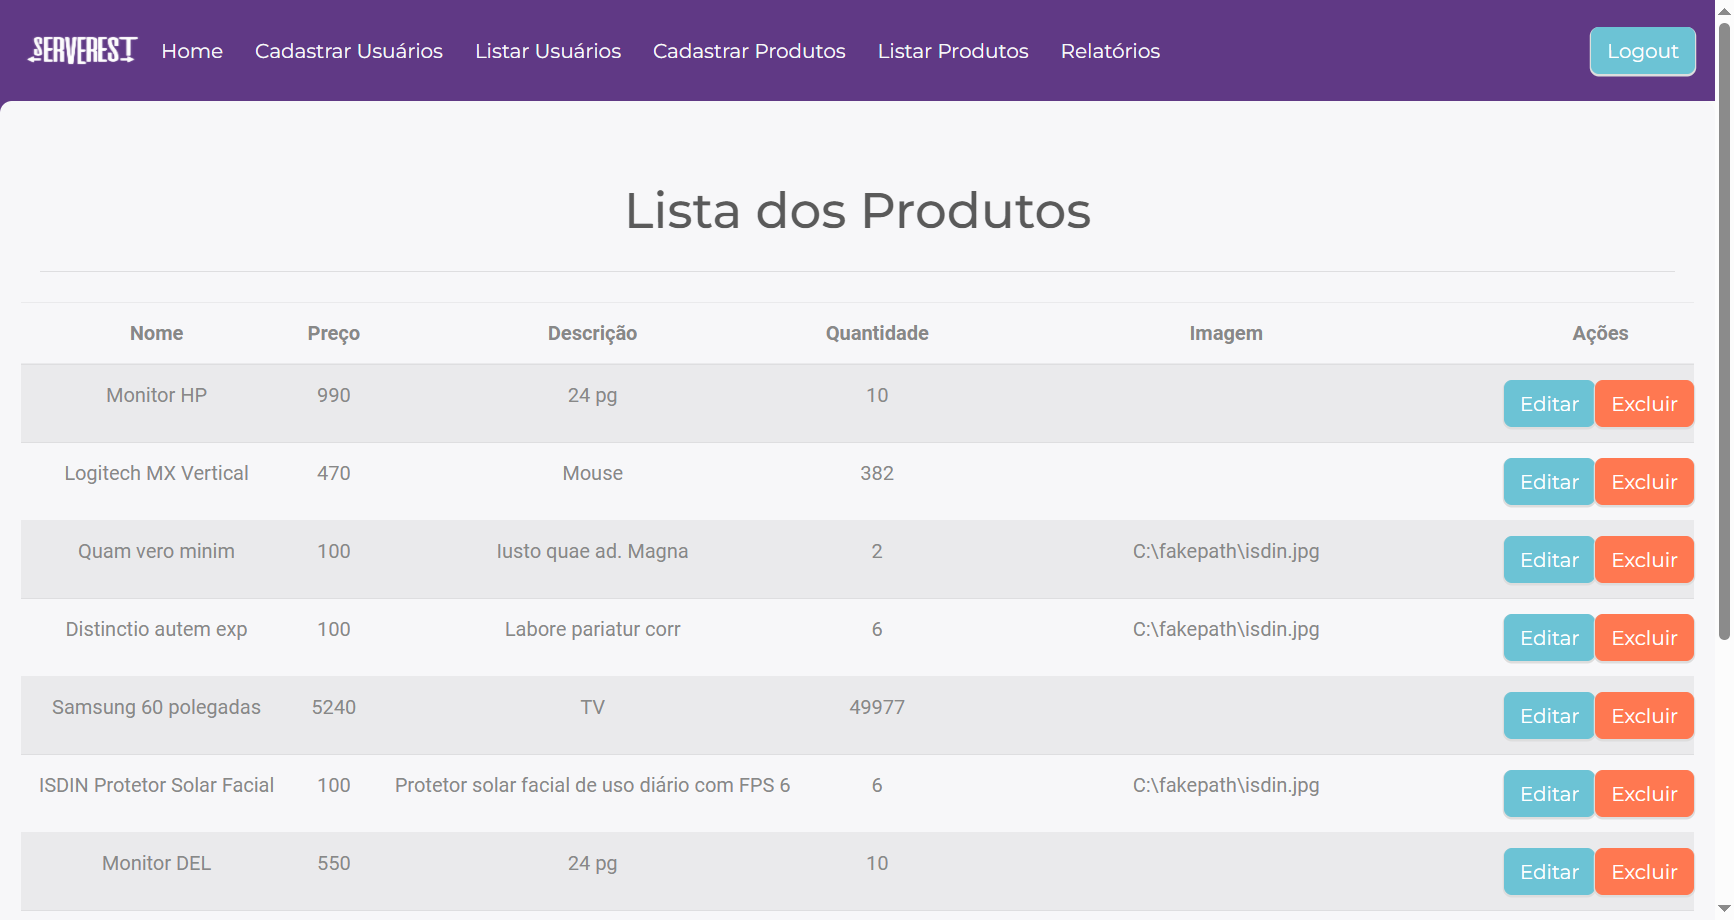 SERVEREST Home Cadastrar Usuários Listar Usuários Cadastrar Produtos Listar Produtos Relatórios Logout
Lista dos Produtos
Nome Preço Descrição Quantidade Imagem Ações
Monitor HP 990 24 pg 10 Editar Excluir
Logitech MX Vertical 470 Mouse 382 Editar Excluir
Quam vero minim 100 Iusto quae ad. Magna 2 C:\fakepath\isdin.jpg Editar Excluir
Distinctio autem exp 100 Labore pariatur corr 6 C:\fakepath\isdin.jpg Editar Excluir
Samsung 60 polegadas 5240 TV 49977 Editar Excluir
ISDIN Protetor Solar Facial 100 Protetor solar facial de uso diário com FPS 6 6 C:\fakepath\isdin.jpg Editar Excluir
Monitor DEL 550 24 pg 10 Editar Excluir